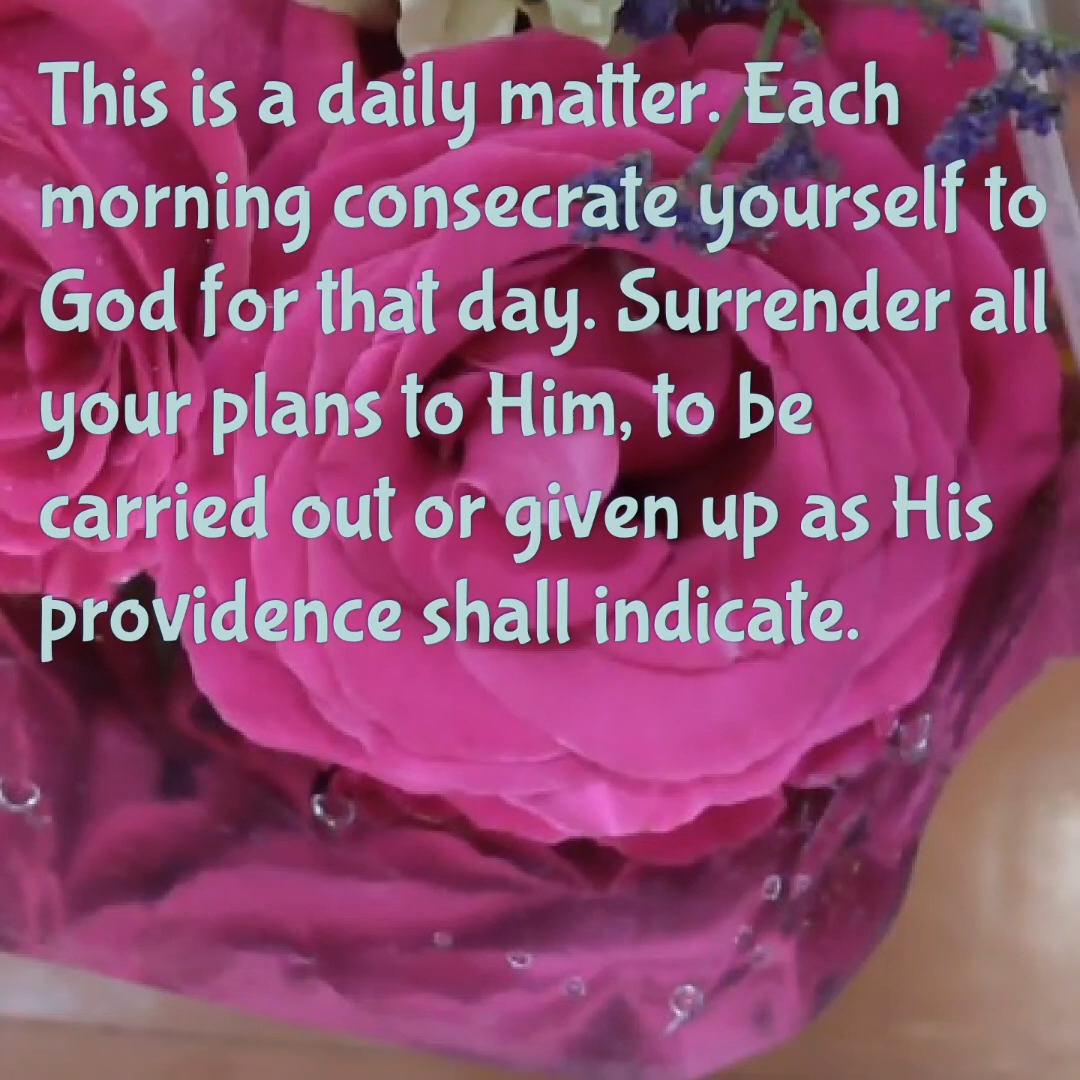 This is a daily matter. Each
morning consecrate yourself to
God for that day. Surrender all
your plans to Him, to be
carried out or given up as His
providence shall indicate.